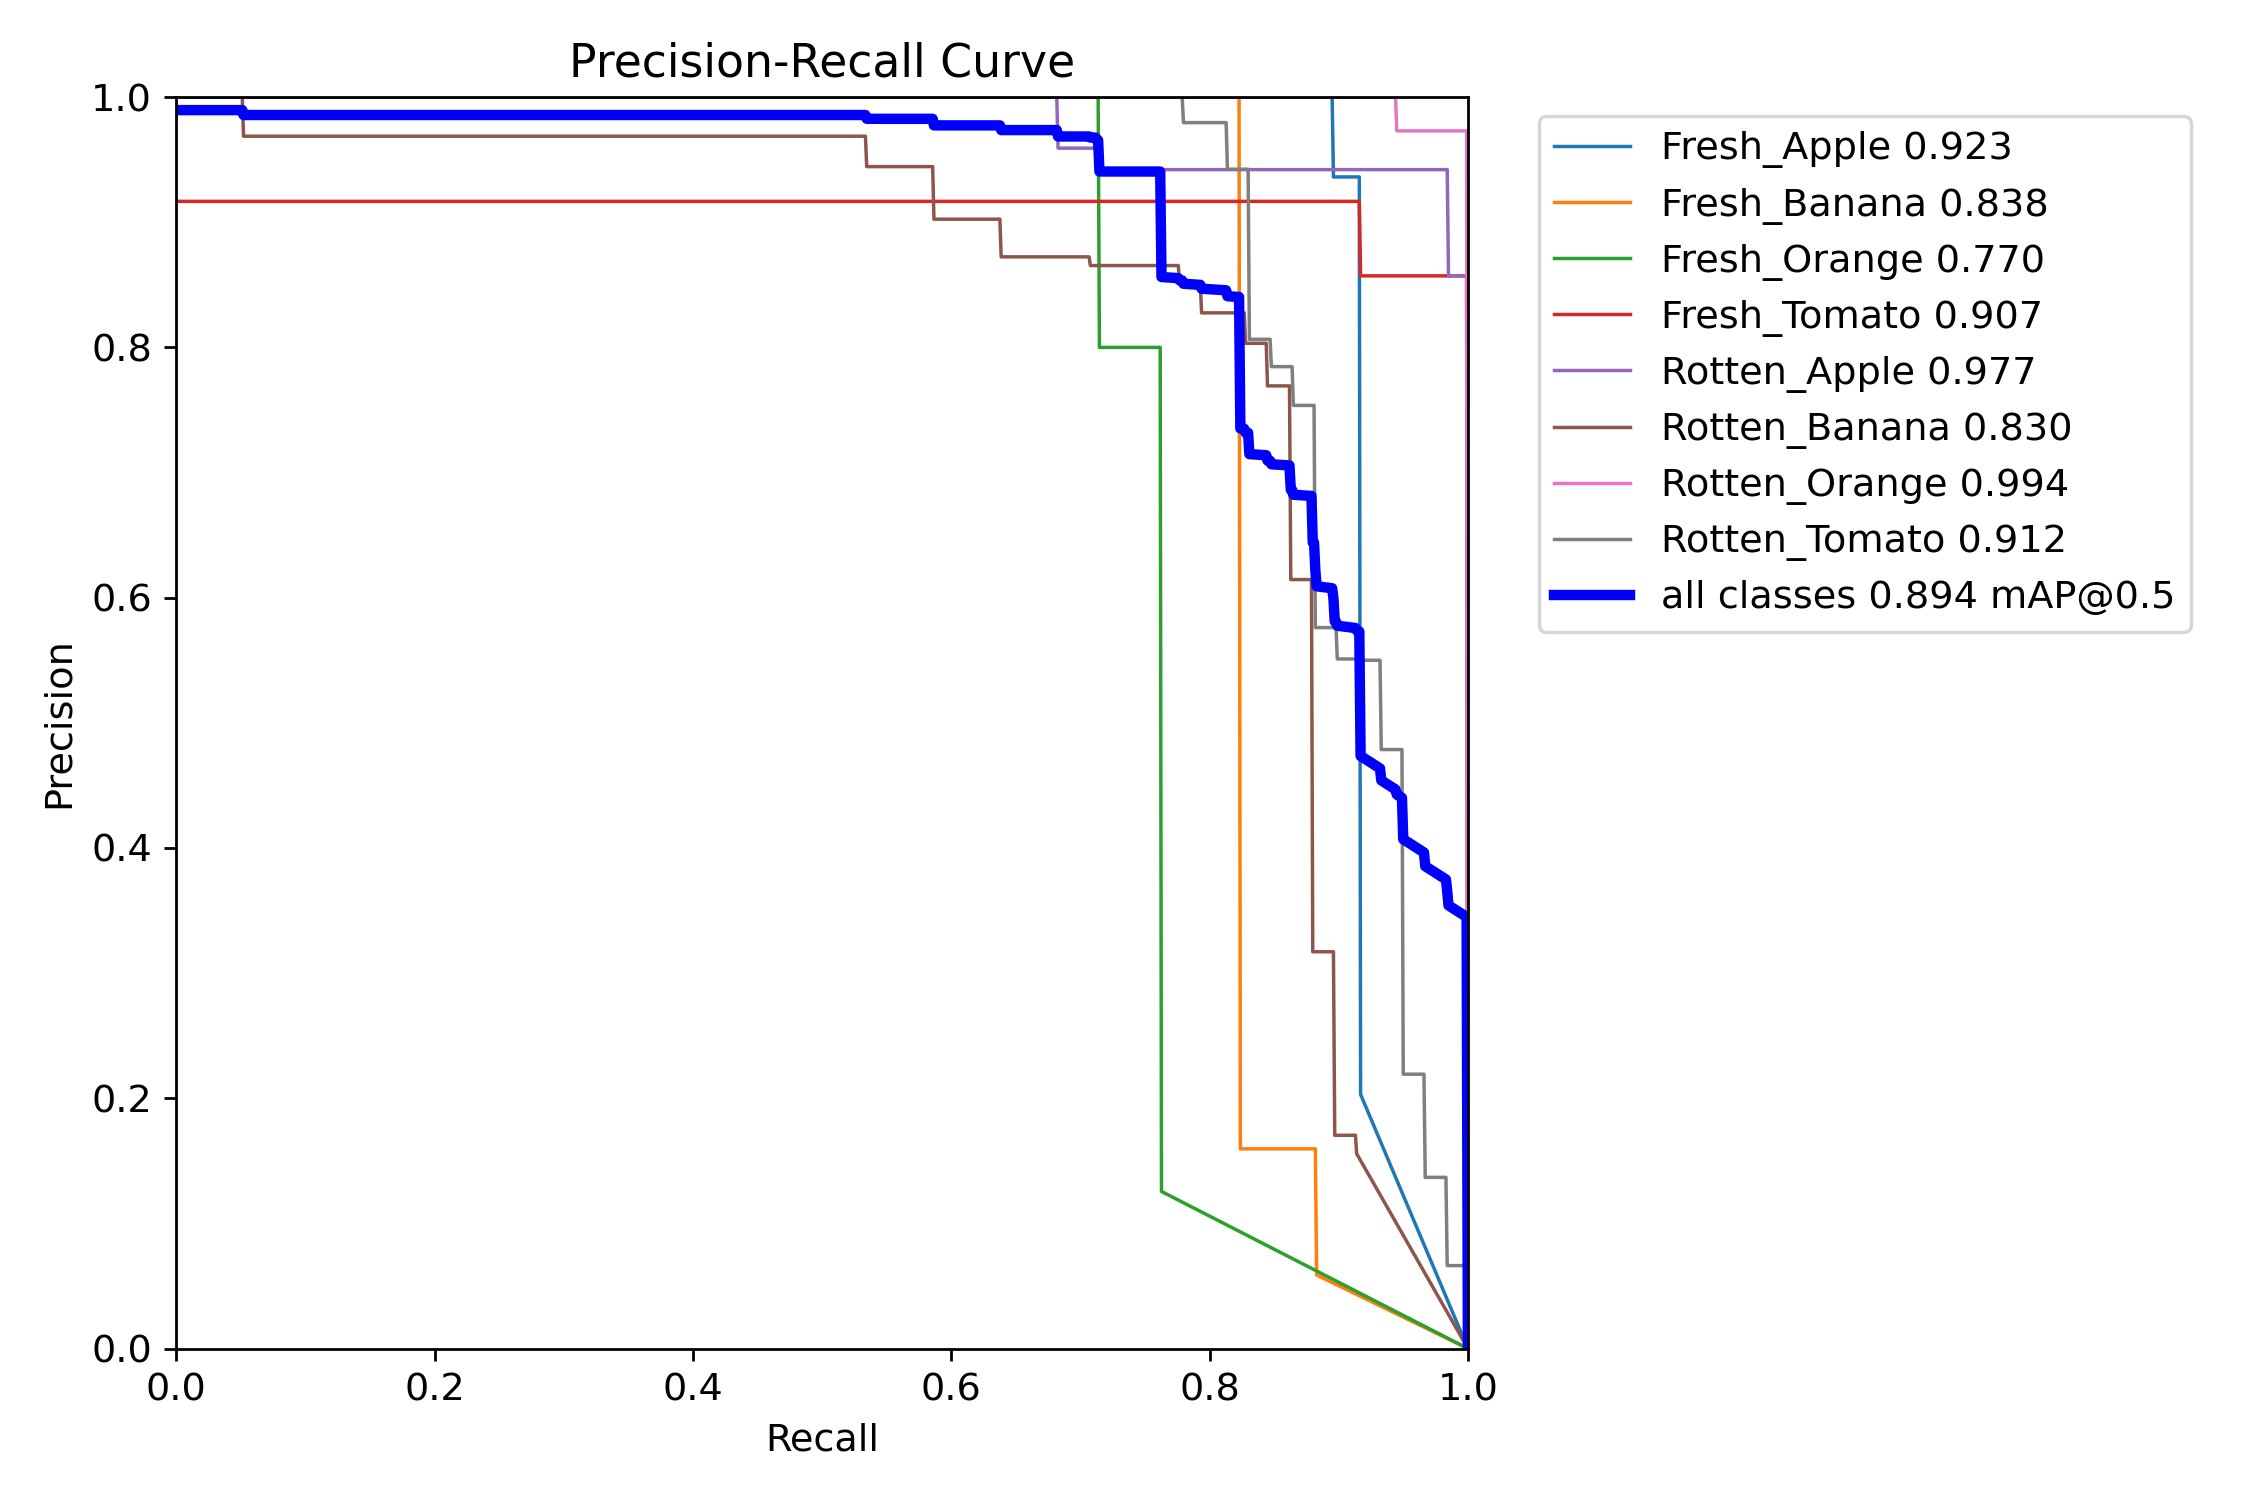 Precision-Recall Curve
1.0
0.8
0.6
0.4
0.2
0.0
Precision
0.0 0.2 0.4 0.6 0.8 1.0
Recall
Fresh_Apple 0.923
Fresh_Banana 0.838
Fresh_Orange 0.770
Fresh_Tomato 0.907
Rotten_Apple 0.977
Rotten_Banana 0.830
Rotten_Orange 0.994
Rotten_Tomato 0.912
all classes 0.894 mAP@0.5